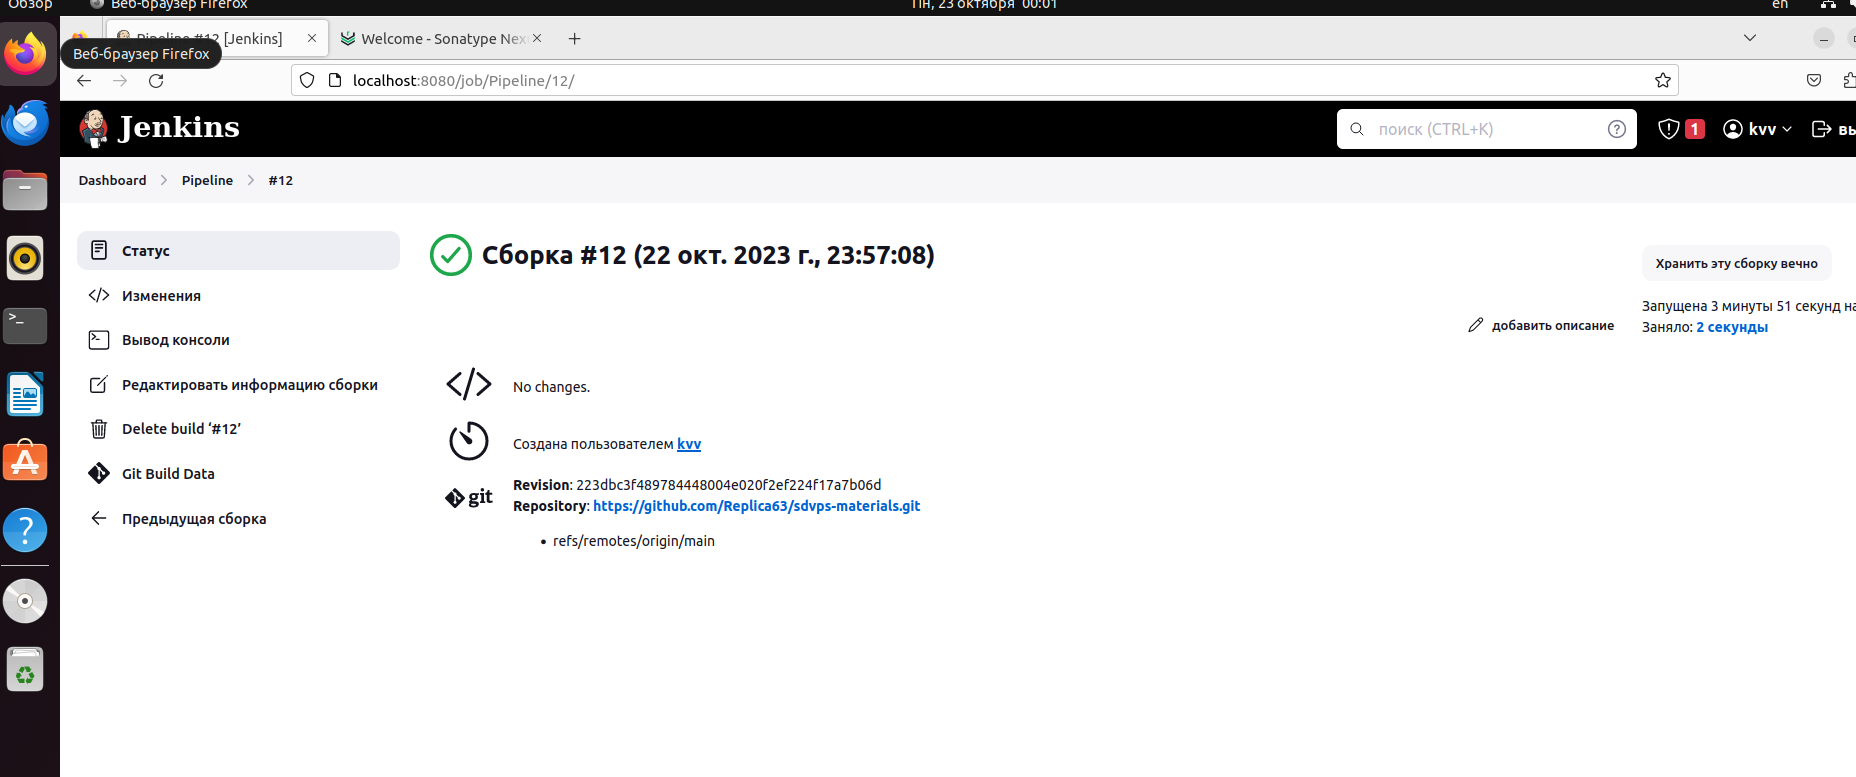 Обзор Веб-браузер Firefox Пн, 23 октября 00:01 en
Pipeline #12 [Jenkins] Welcome - Sonatype Nex
Веб-браузер Firefox
localhost:8080/job/Pipeline/12/
Jenkins поиск (CTRL+K) 1 kvv
Dashboard Pipeline #12
Статус
Изменения
Вывод консоли
Редактировать информацию сборки
Delete build ‘#12’
Git Build Data
Предыдущая сборка
Сборка #12 (22 окт. 2023 г., 23:57:08)
Хранить эту сборку вечно
Запущена 3 минуты 51 секунд на
Заняло: 2 секунды
добавить описание
No changes.
Создана пользователем kvv
git
Revision: 223dbc3f489784448004e020f2ef224f17a7b06d
Repository: https://github.com/Replica63/sdvps-materials.git
refs/remotes/origin/main